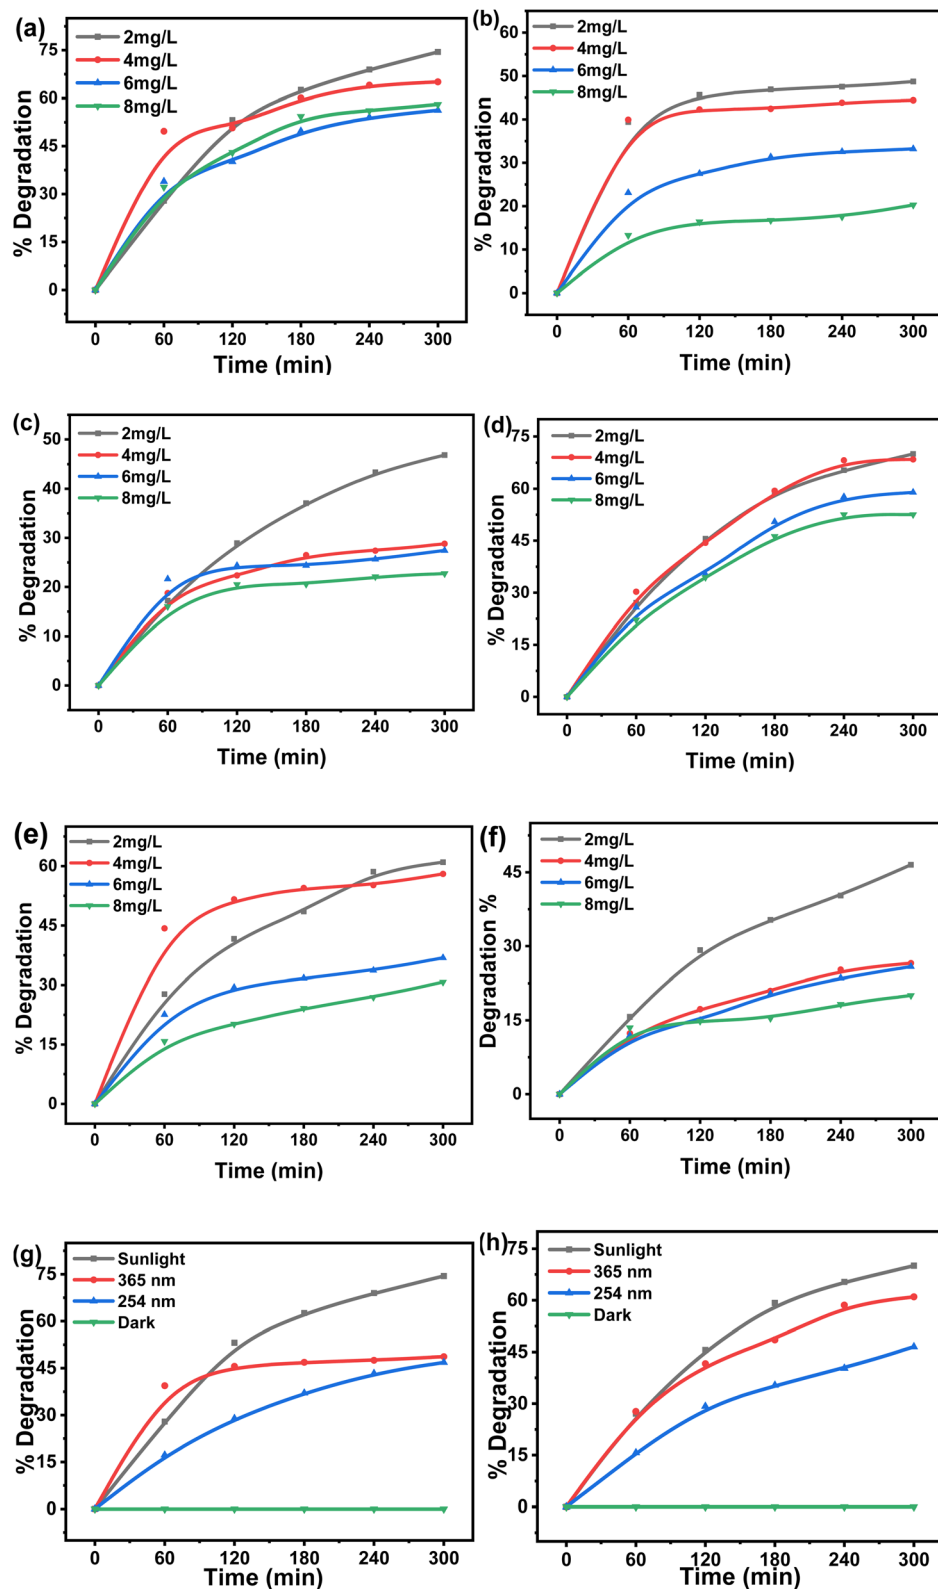 (a)
2mg/L
4mg/L
6mg/L
8mg/L
% Degradation
75
60
45
30
15
0
0 60 120 180 240 300
Time (min)
(b)
2mg/L
4mg/L
6mg/L
8mg/L
% Degradation
60
50
40
30
20
10
0
0 60 120 180 240 300
Time (min)
(c)
2mg/L
4mg/L
6mg/L
8mg/L
% Degradation
50
40
30
20
10
0
0 60 120 180 240 300
Time (min)
(d)
2mg/L
4mg/L
6mg/L
8mg/L
% Degradation
75
60
45
30
15
0
0 60 120 180 240 300
Time (min)
(e)
2mg/L
4mg/L
6mg/L
8mg/L
% Degradation
60
45
30
15
0
0 60 120 180 240 300
Time (min)
(f)
2mg/L
4mg/L
6mg/L
8mg/L
Degradation %
45
30
15
0
0 60 120 180 240 300
Time (min)
(g)
Sunlight
365 nm
254 nm
Dark
% Degradation
75
60
45
30
15
0
0 60 120 180 240 300
Time (min)
(h)
Sunlight
365 nm
254 nm
Dark
% Degradation
75
60
45
30
15
0
0 60 120 180 240 300
Time (min)